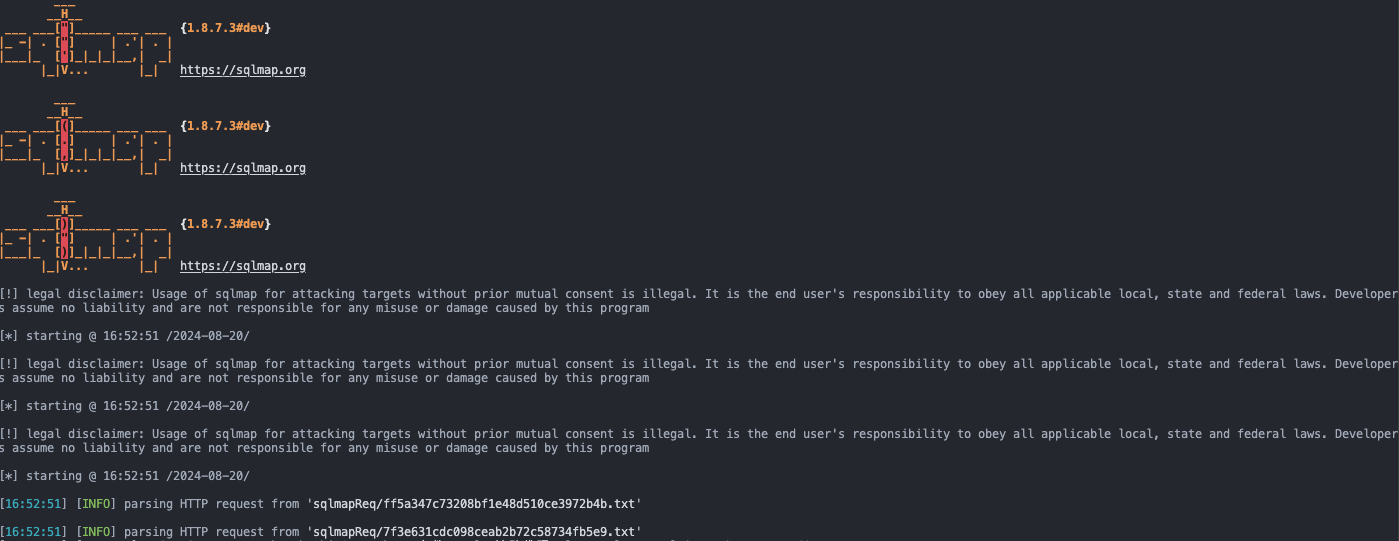 ___
       __H__
 ___ ___["]_____ ___ ___  {1.8.7.3#dev}
|_ -| . ["]     | .'| . |
|___|_  [']_|_|_|__,|  _|
      |_|V...       |_|   https://sqlmap.org
        ___
       __H__
 ___ ___[(]_____ ___ ___  {1.8.7.3#dev}
|_ -| . [.]     | .'| . |
|___|_  [,]_|_|_|__,|  _|
      |_|V...       |_|   https://sqlmap.org
        ___
       __H__
 ___ ___[)]_____ ___ ___  {1.8.7.3#dev}
|_ -| . ["]     | .'| . |
|___|_  [)]_|_|_|__,|  _|
      |_|V...       |_|   https://sqlmap.org
[!] legal disclaimer: Usage of sqlmap for attacking targets without prior mutual consent is illegal. It is the end user's responsibility to obey all applicable local, state and federal laws. Developer
s assume no liability and are not responsible for any misuse or damage caused by this program
[*] starting @ 16:52:51 /2024-08-20/
[!] legal disclaimer: Usage of sqlmap for attacking targets without prior mutual consent is illegal. It is the end user's responsibility to obey all applicable local, state and federal laws. Developer
s assume no liability and are not responsible for any misuse or damage caused by this program
[*] starting @ 16:52:51 /2024-08-20/
[!] legal disclaimer: Usage of sqlmap for attacking targets without prior mutual consent is illegal. It is the end user's responsibility to obey all applicable local, state and federal laws. Developer
s assume no liability and are not responsible for any misuse or damage caused by this program
[*] starting @ 16:52:51 /2024-08-20/
[16:52:51] [INFO] parsing HTTP request from 'sqlmapReq/ff5a347c73208bf1e48d510ce3972b4b.txt'
[16:52:51] [INFO] parsing HTTP request from 'sqlmapReq/7f3e631cdc098ceab2b72c58734fb5e9.txt'